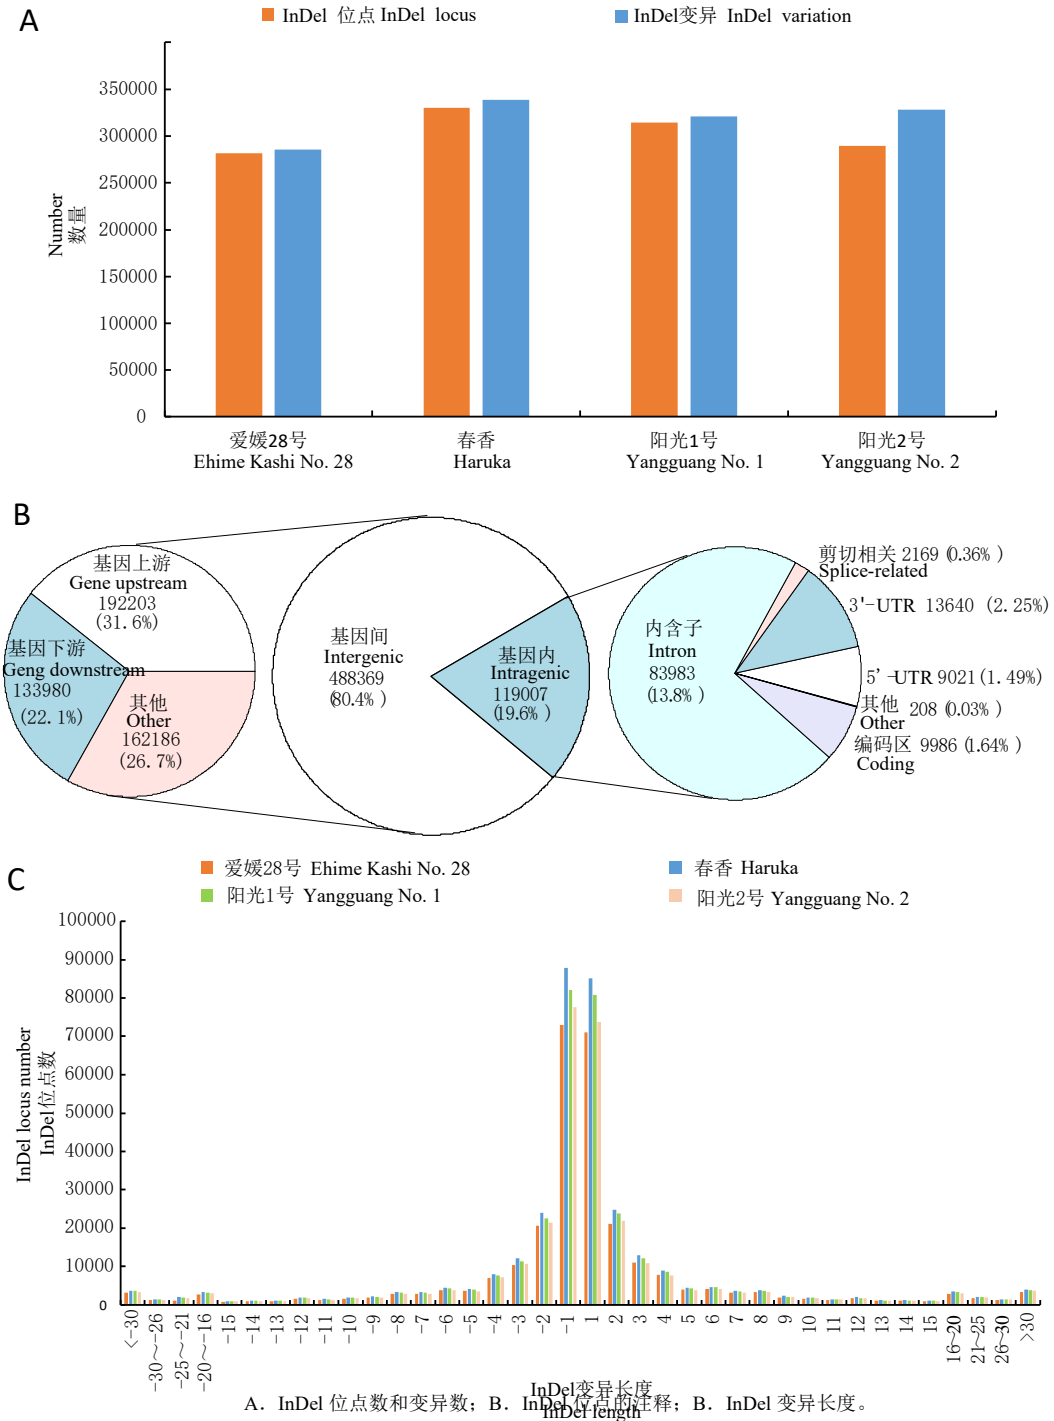 A
InDel 位点 InDel locus
InDel变异 InDel variation
350000
300000
250000
200000
150000
100000
50000
0
Number
数量
爱媛28号
Ehime Kashi No. 28
春香
Haruka
阳光1号
Yangguang No. 1
阳光2号
Yangguang No. 2
B
基因上游
Gene upstream
192203
(31.6%)
基因下游
Geng downstream
133980
(22.1%)
其他
Other
162186
(26.7%)
基因间
Intergenic
488369
(80.4%)
基因内
Intragenic
119007
(19.6%)
内含子
Intron
83983
(13.8%)
剪切相关 2169 (0.36%)
Splice-related
3'-UTR 13640 (2.25%)
5'-UTR 9021(1.49%)
其他 208 (0.03%)
Other
编码区 9986 (1.64%)
Coding
C
爱媛28号 Ehime Kashi No. 28
春香 Haruka
阳光1号 Yangguang No. 1
阳光2号 Yangguang No. 2
100000
90000
80000
70000
60000
50000
40000
30000
20000
10000
0
InDel locus number
InDel位点数
<-30
-30~-26
-25~-21
-20~-16
-15
-14
-13
-12
-11
-10
-9
-8
-7
-6
-5
-4
-3
-2
-1
1
2
3
4
5
6
7
8
9
10
11
12
13
14
15
16~20
21~25
26~30
>30
InDel变异长度
InDel length
A. InDel 位点数和变异数；B. InDel 位点的注释；B. InDel 变异长度。